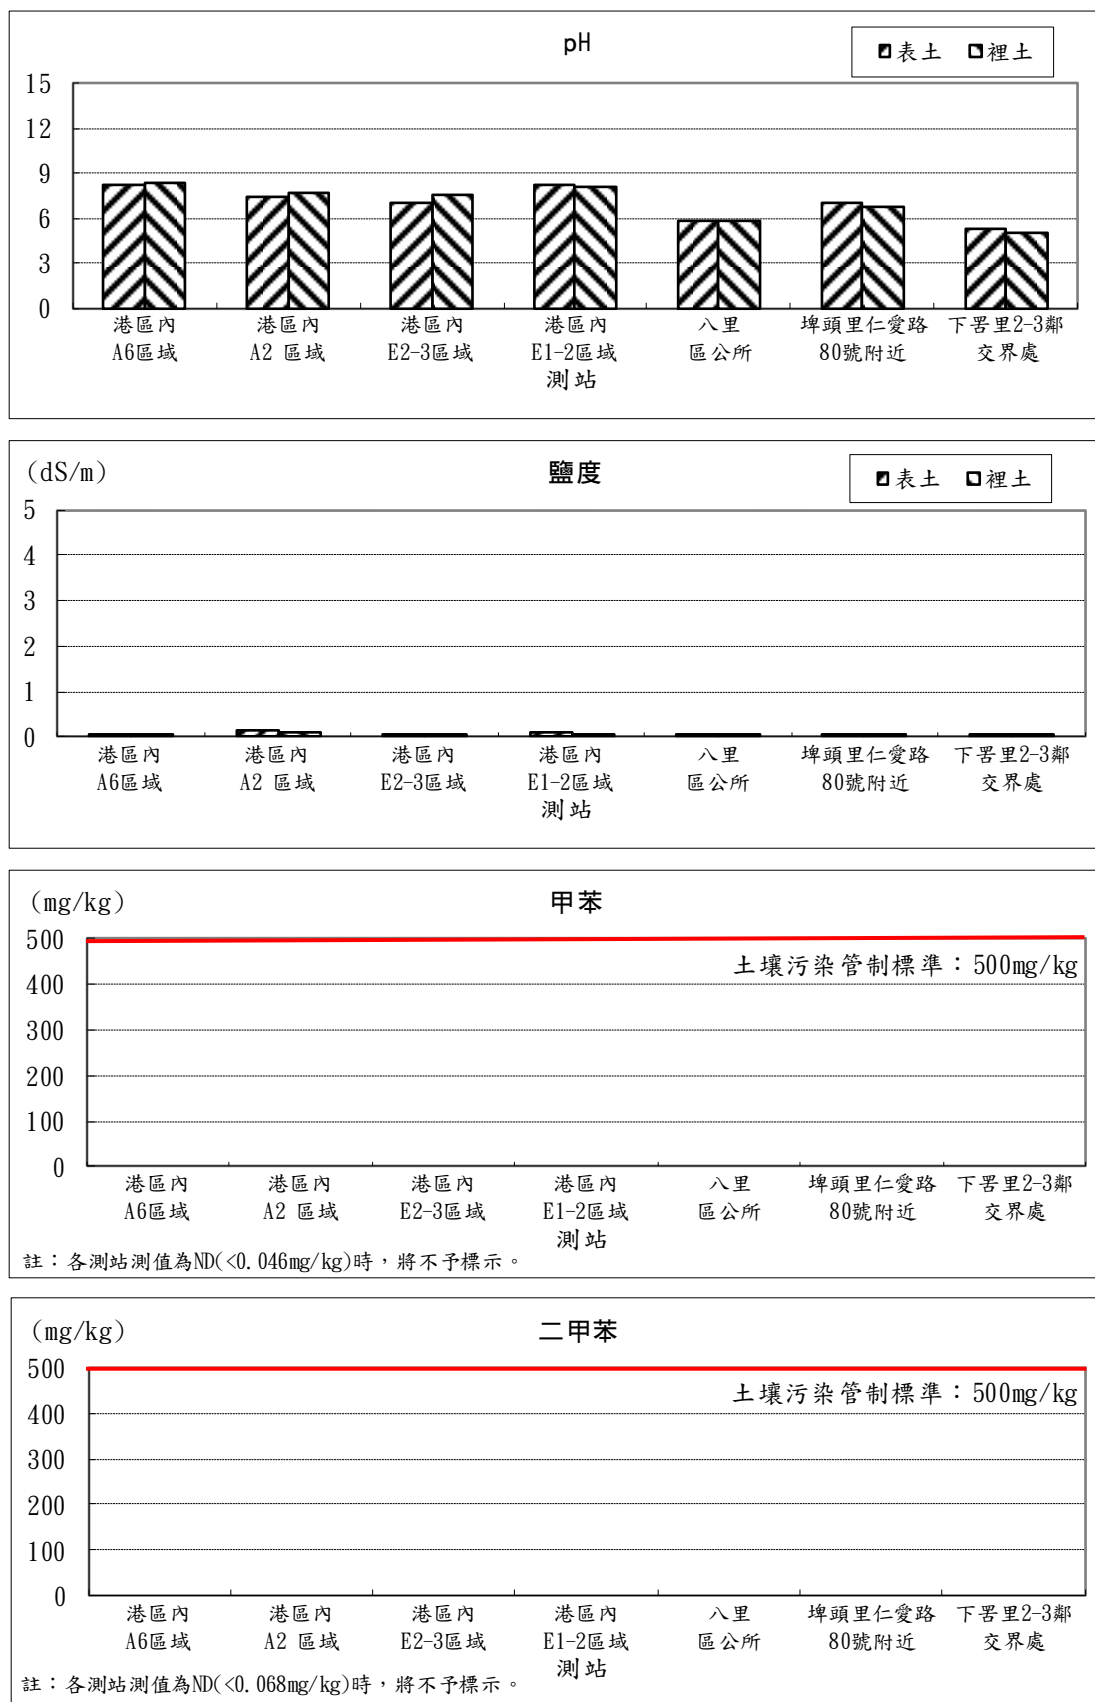 pH
表土 裡土
15
12
9
6
3
0
港區內 港區內 港區內 港區內 八里 埤頭里仁愛路 下罟里2-3鄰
A6區域 A2 區域 E2-3區域 E1-2區域 區公所 80號附近 交界處
測站
(dS/m) 鹽度
表土 裡土
5
4
3
2
1
0
港區內 港區內 港區內 港區內 八里 埤頭里仁愛路 下罟里2-3鄰
A6區域 A2 區域 E2-3區域 E1-2區域 區公所 80號附近 交界處
測站
(mg/kg) 甲苯
500
土壤污染管制標準：500mg/kg
400
300
200
100
0
港區內 港區內 港區內 港區內 八里 埤頭里仁愛路 下罟里2-3鄰
A6區域 A2 區域 E2-3區域 E1-2區域 區公所 80號附近 交界處
測站
註：各測站測值為ND(<0.046mg/kg)時，將不予標示。
(mg/kg) 二甲苯
500
土壤污染管制標準：500mg/kg
400
300
200
100
0
港區內 港區內 港區內 港區內 八里 埤頭里仁愛路 下罟里2-3鄰
A6區域 A2 區域 E2-3區域 E1-2區域 區公所 80號附近 交界處
測站
註：各測站測值為ND(<0.068mg/kg)時，將不予標示。